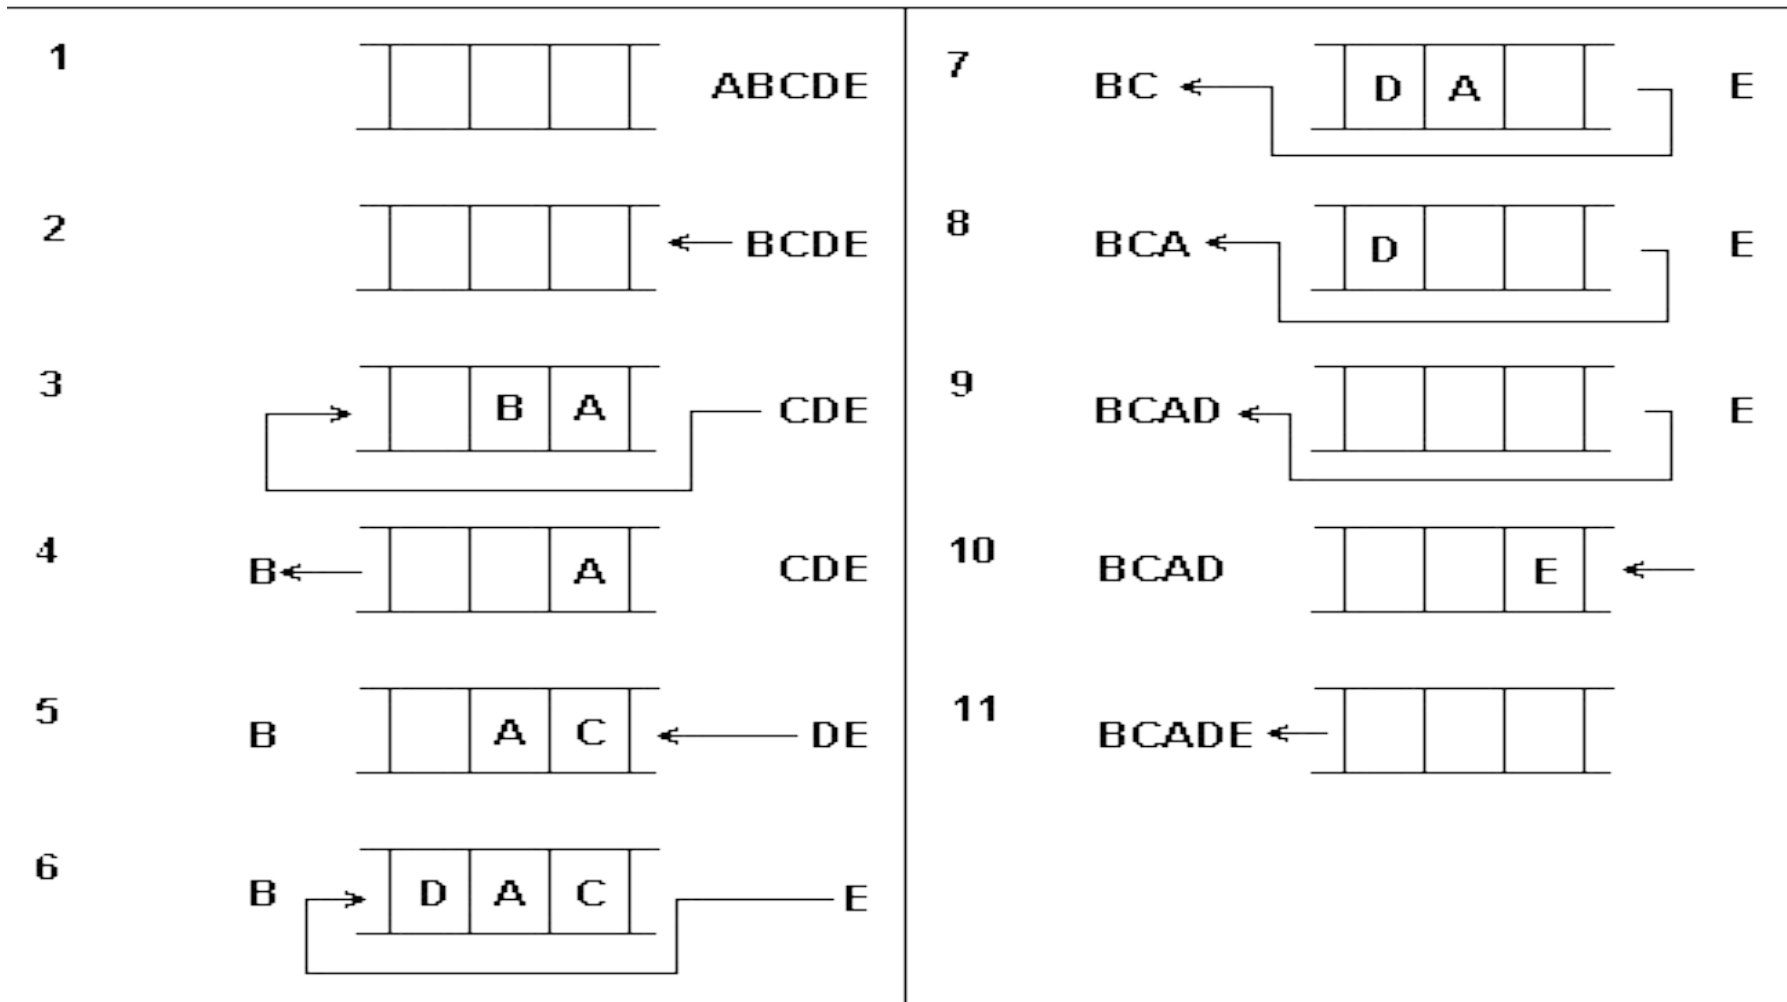 1 ABCDE
2 BCDE
3 B A CDE
4 B A CDE
5 B A C DE
6 B D A C E
7 BC D A E
8 BCA D E
9 BCAD E
10 BCAD E
11 BCADE